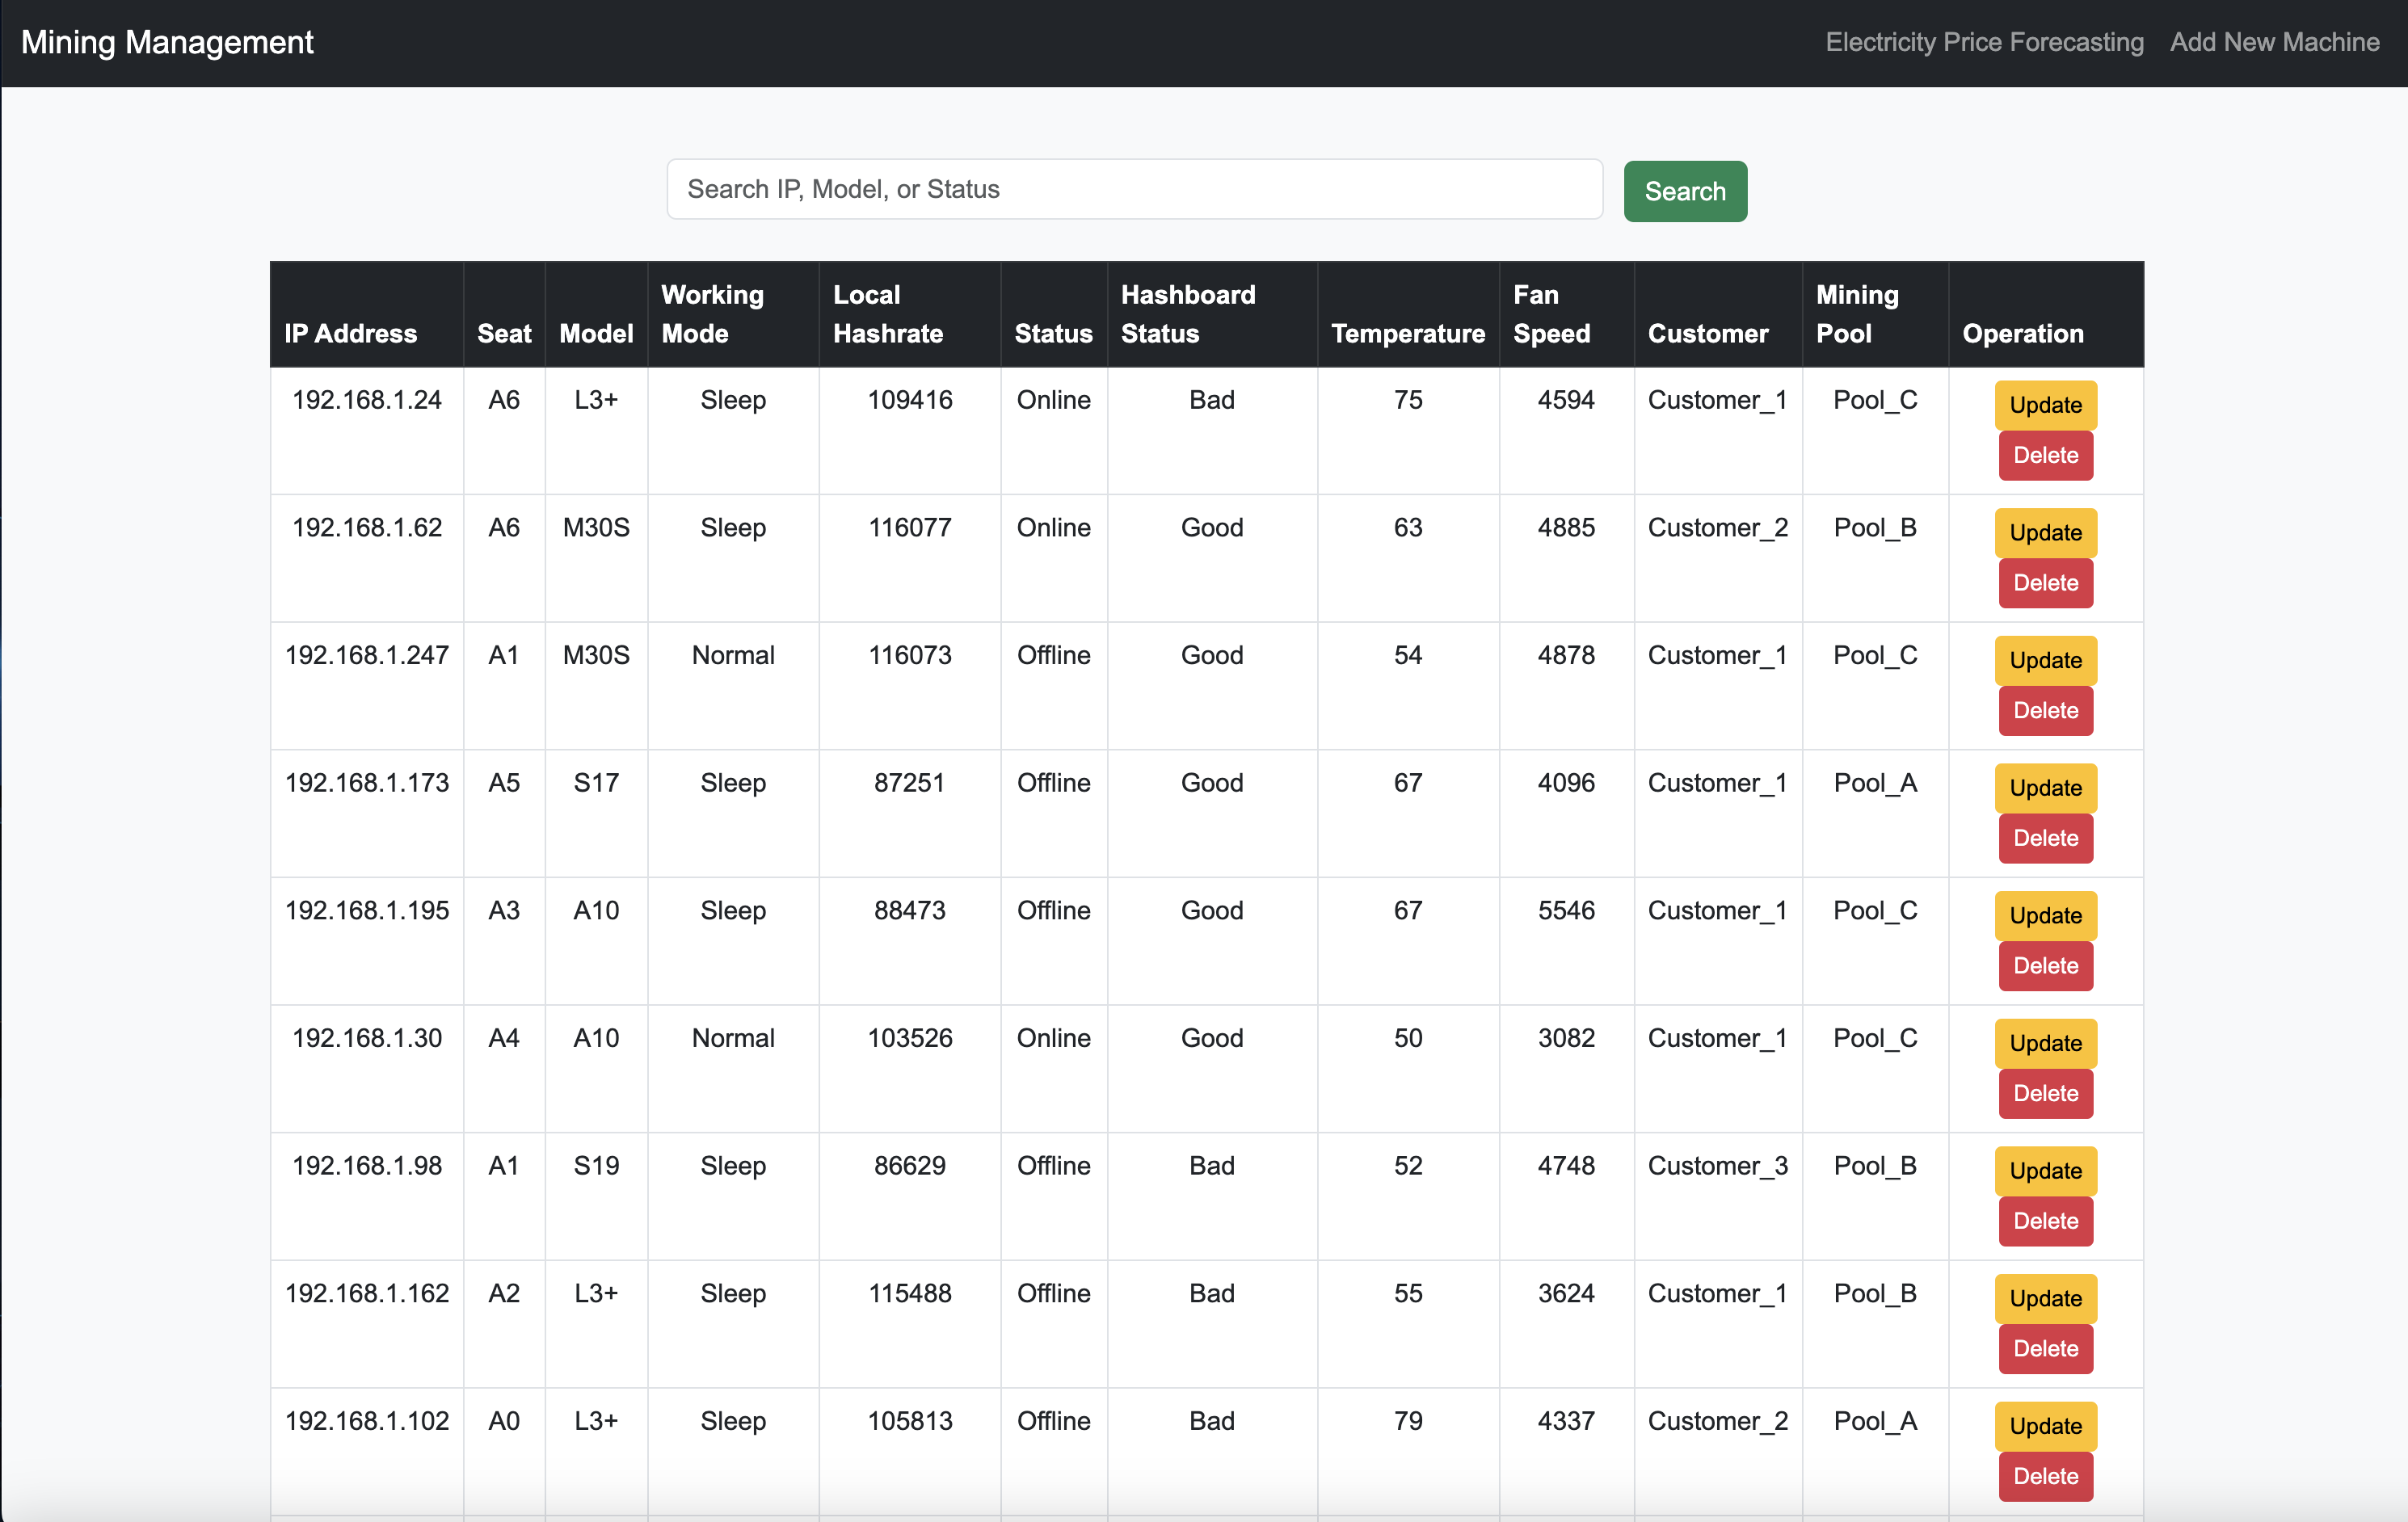 Mining Management Electricity Price Forecasting Add New Machine
Search IP, Model, or Status Search
IP Address Seat Model Working Mode Local Hashrate Status Hashboard Status Temperature Fan Speed Customer Mining Pool Operation
192.168.1.24 A6 L3+ Sleep 109416 Online Bad 75 4594 Customer_1 Pool_C Update
Delete
192.168.1.62 A6 M30S Sleep 116077 Online Good 63 4885 Customer_2 Pool_B Update
Delete
192.168.1.247 A1 M30S Normal 116073 Offline Good 54 4878 Customer_1 Pool_C Update
Delete
192.168.1.173 A5 S17 Sleep 87251 Offline Good 67 4096 Customer_1 Pool_A Update
Delete
192.168.1.195 A3 A10 Sleep 88473 Offline Good 67 5546 Customer_1 Pool_C Update
Delete
192.168.1.30 A4 A10 Normal 103526 Online Good 50 3082 Customer_1 Pool_C Update
Delete
192.168.1.98 A1 S19 Sleep 86629 Offline Bad 52 4748 Customer_3 Pool_B Update
Delete
192.168.1.162 A2 L3+ Sleep 115488 Offline Bad 55 3624 Customer_1 Pool_B Update
Delete
192.168.1.102 A0 L3+ Sleep 105813 Offline Bad 79 4337 Customer_2 Pool_A Update
Delete